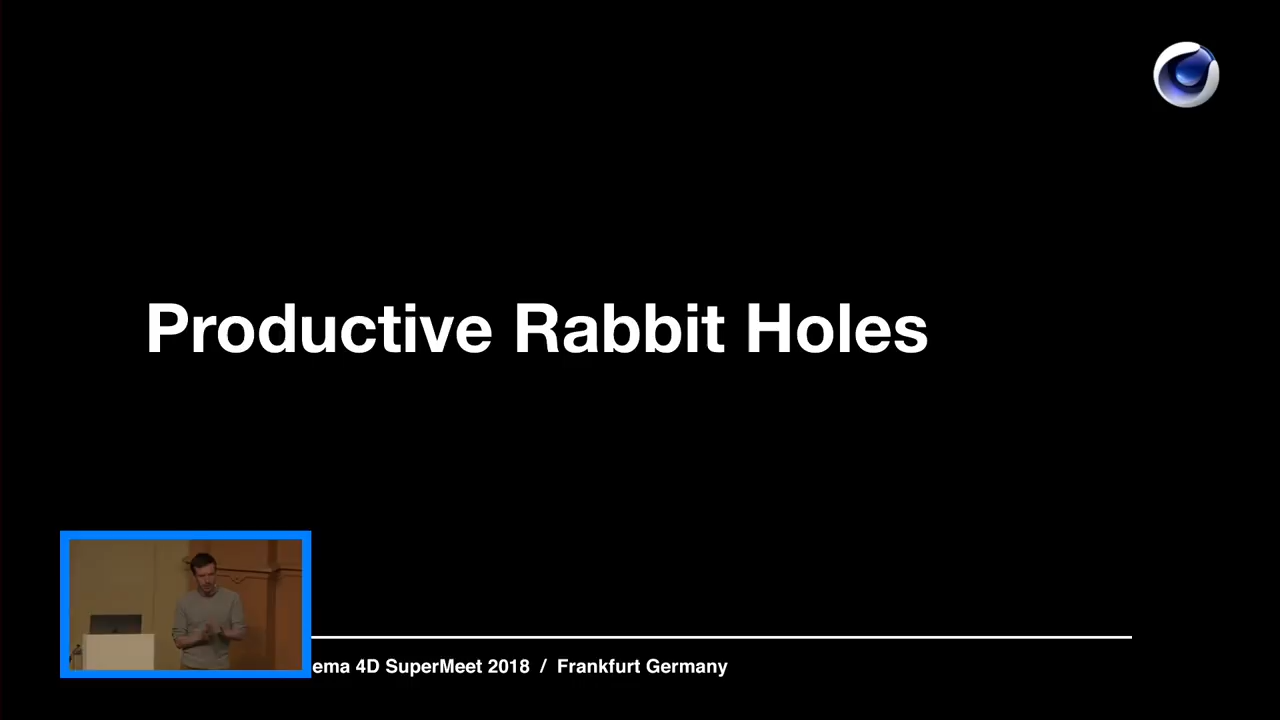 Productive Rabbit Holes
ema 4D SuperMeet 2018 / Frankfurt Germany